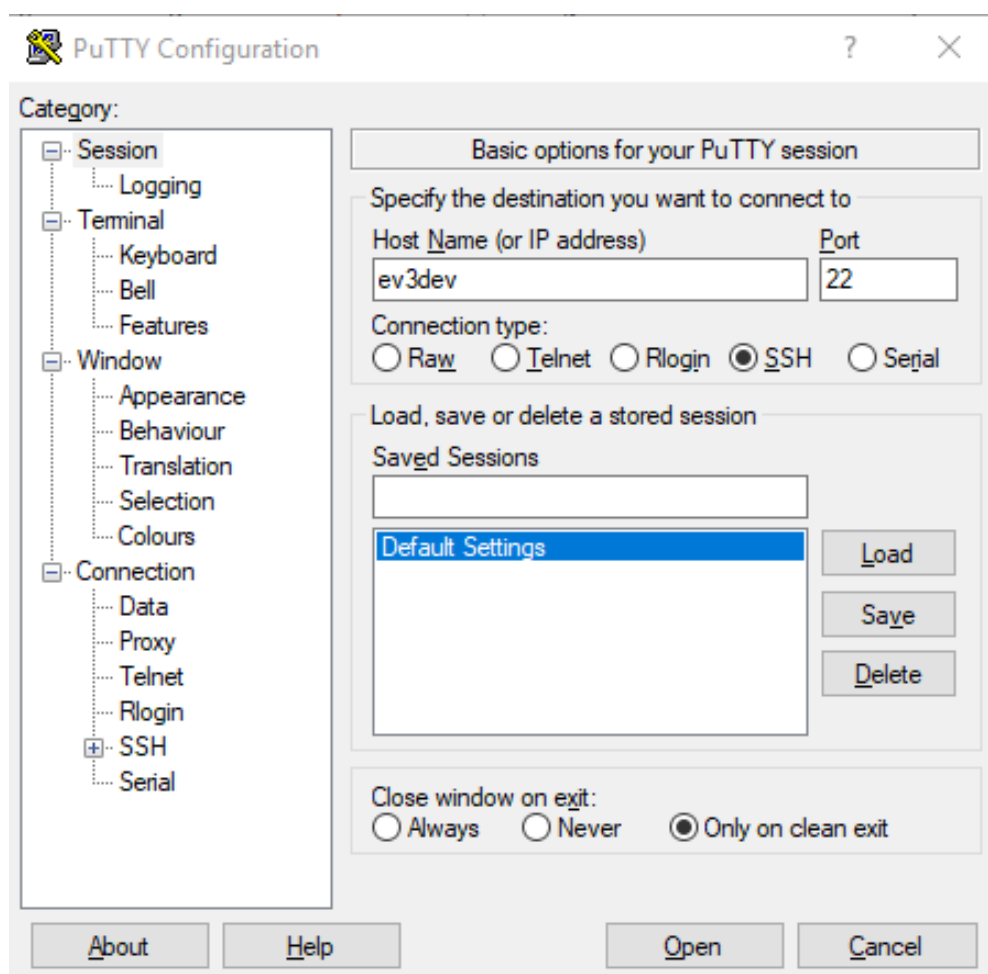 PuTTY Configuration
?
Category:
Session
Logging
Terminal
Keyboard
Bell
Features
Window
Appearance
Behaviour
Translation
Selection
Colours
Connection
Data
Proxy
Telnet
Rlogin
SSH
Serial
Basic options for your PuTTY session
Specify the destination you want to connect to
Host Name (or IP address) Port
ev3dev 22
Connection type:
Raw Telnet Rlogin SSH Serial
Load, save or delete a stored session
Saved Sessions
Default Settings
Load
Save
Delete
Close window on exit:
Always Never Only on clean exit
About Help Open Cancel